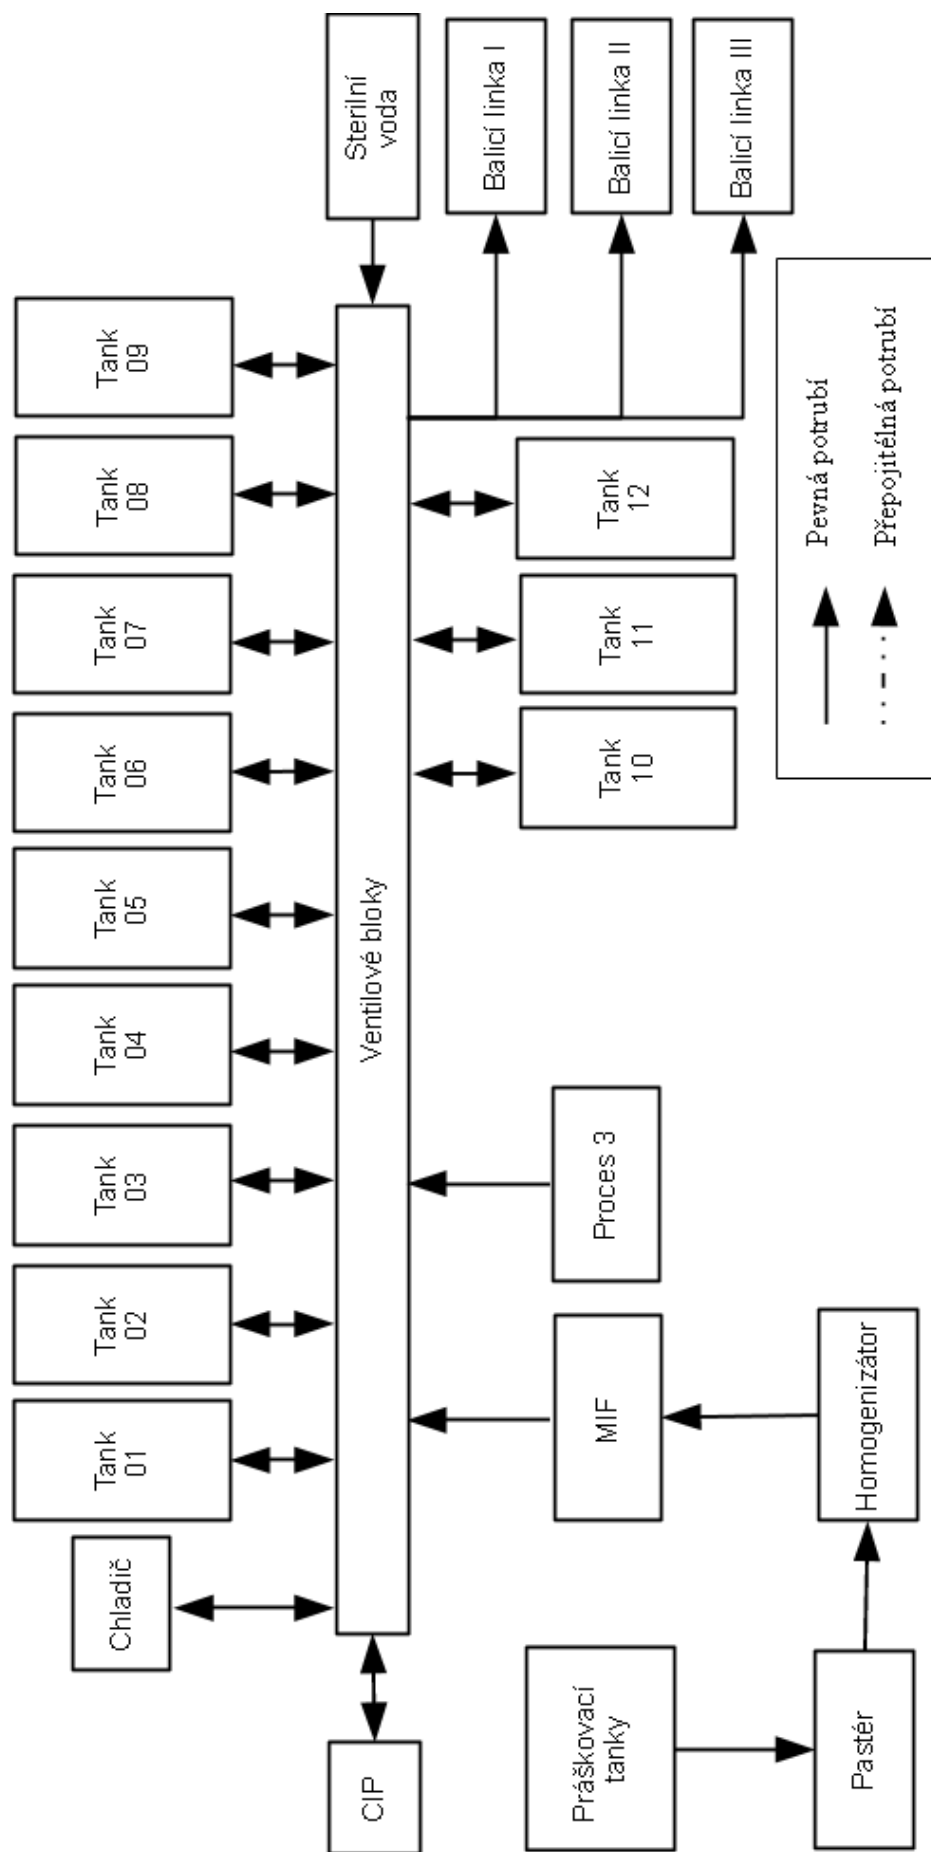 Chladič
Tank
01
Tank
02
Tank
03
Tank
04
Tank
05
Tank
06
Tank
07
Tank
08
Tank
09
CIP
Ventilové bloky
Sterilní
voda
Balicí linka I
Balicí linka II
Balicí linka III
Práškovací
tanky
Pastér
Homogenizátor
MIF
Proces 3
Tank
10
Tank
11
Tank
12
Pevná potrubí
Přepojitélná potrubí